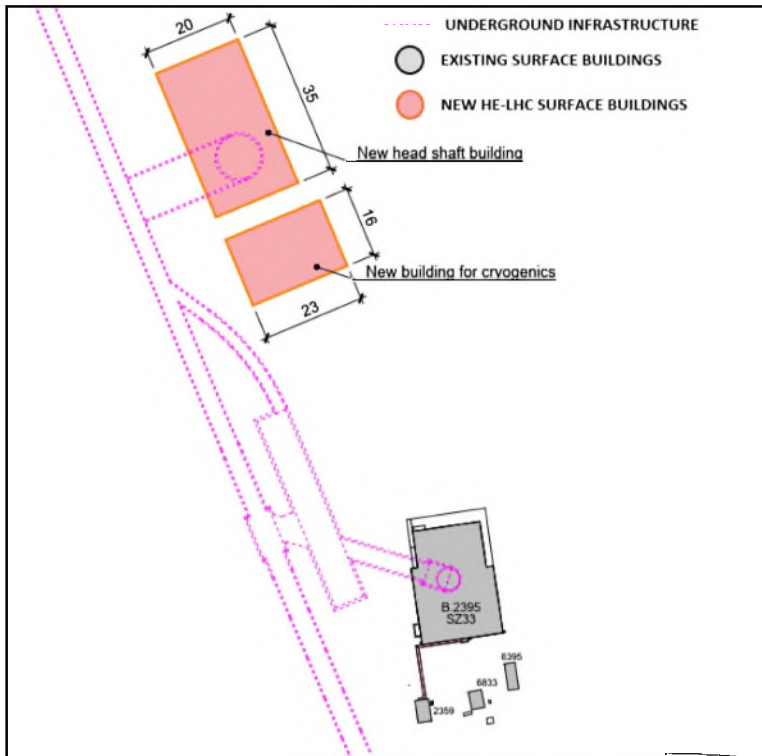 UNDERGROUND INFRASTRUCTURE
EXISTING SURFACE BUILDINGS
NEW HE-LHC SURFACE BUILDINGS
20
35
New head shaft building
16
New building for cryogenics
23
B.2395
SZ33
6395
6833
2359